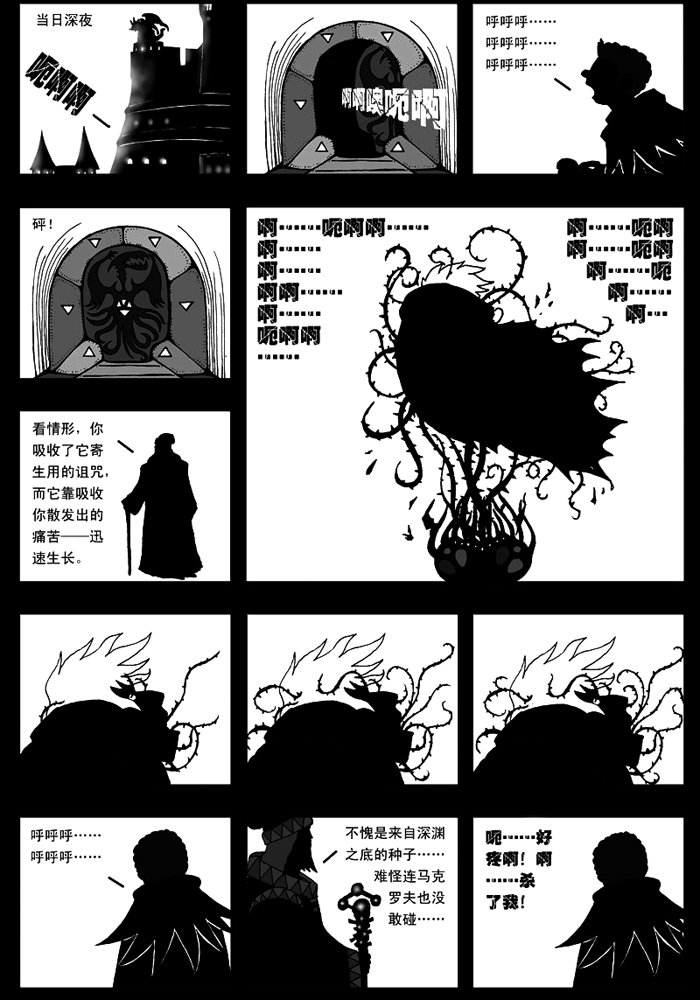 当日深夜
呃啊啊
啊啊噢呃啊
呼呼呼……
呼呼呼……
呼呼呼……
砰！
啊……呃啊啊……
啊……
啊……
啊啊……
啊……
呃啊啊
……
啊……呃啊
啊……呃啊
啊……呃
啊……
啊…
看情形，你
吸收了它寄
生用的诅咒，
而它靠吸收
你散发出的
痛苦——迅
速生长。
呼呼呼……
呼呼呼……
不愧是来自深渊
之底的种子……
难怪连马克
罗夫也没
敢碰……
呃……好
疼啊！啊
……杀
了我！